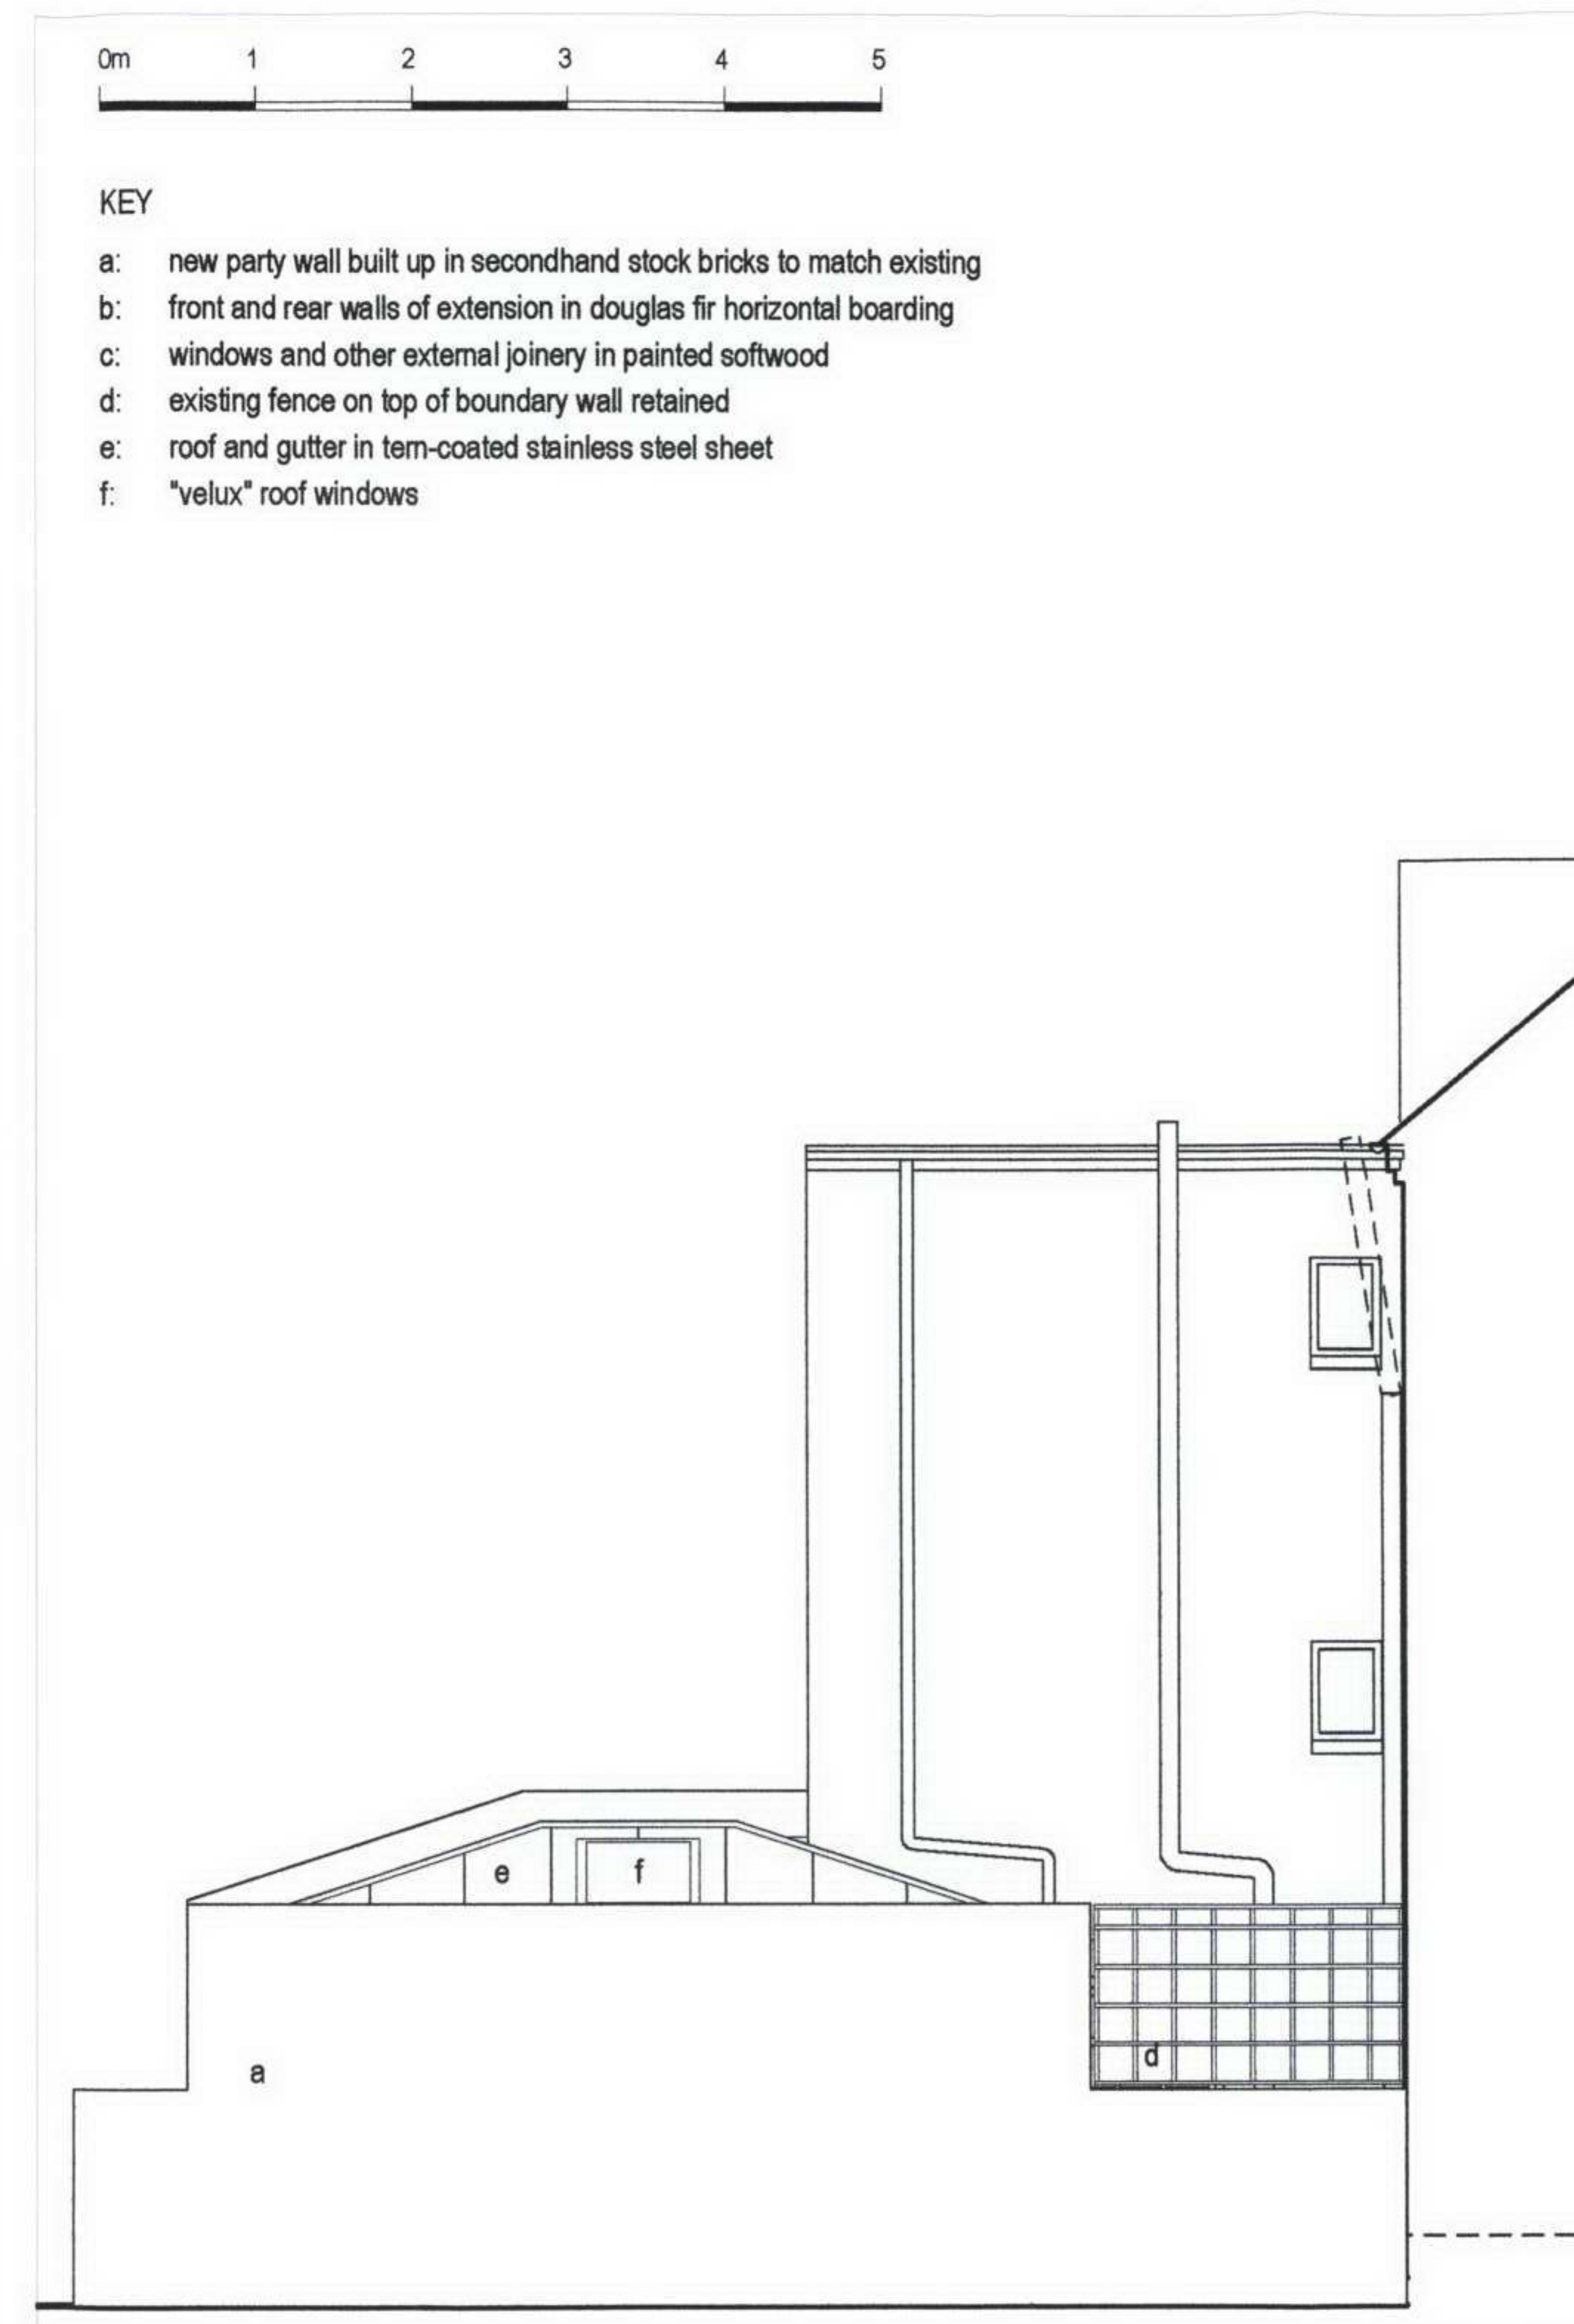 0m 1 2 3 4 5
KEY
a: new party wall built up in secondhand stock bricks to match existing
b: front and rear walls of extension in douglas fir horizontal boarding
c: windows and other external joinery in painted softwood
d: existing fence on top of boundary wall retained
e: roof and gutter in tern-coated stainless steel sheet
f: "velux" roof windows
e f
d
a